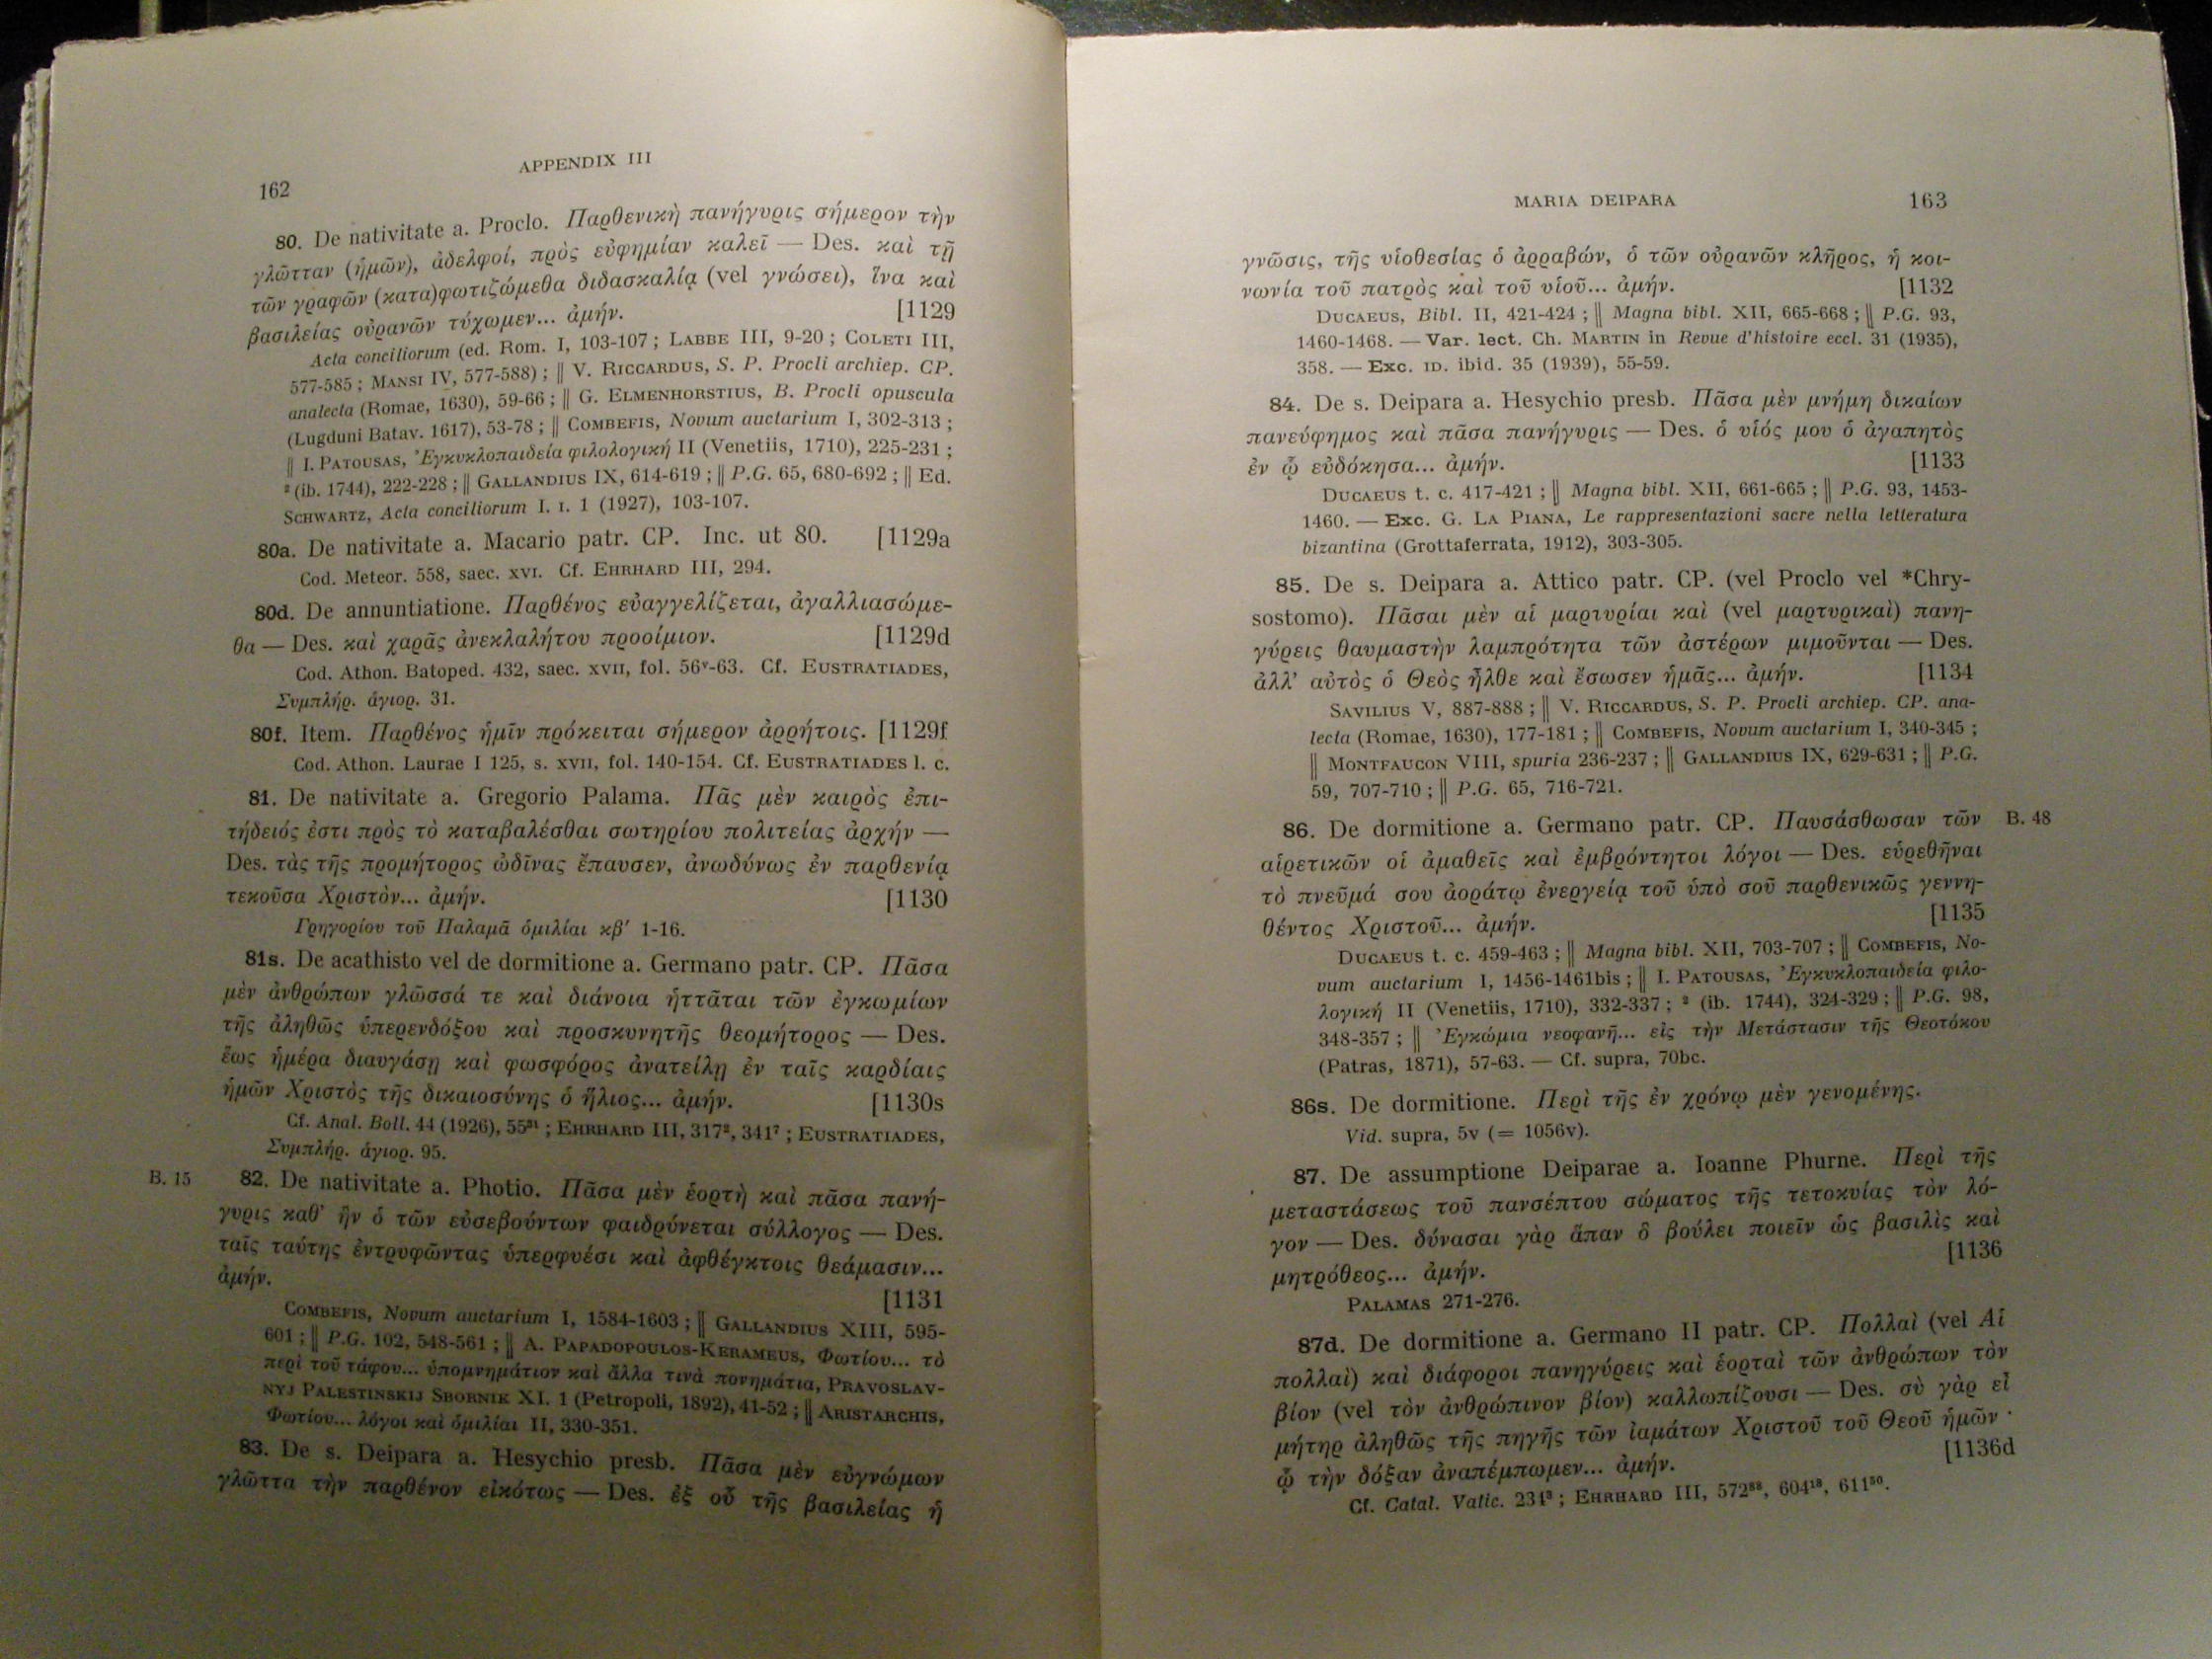 162
APPENDIX III
80. De nativitate a. Proclo. Παρθενικὴ πανήγυρις σήμερον τὴν
γλῶτταν (ἡμῶν), ἀδελφοί, πρὸς εὐφημίαν καλεῖ — Des. καὶ τῇ
τῶν γραφῶν (κατα)φωτιζώμεθα διδασκαλίᾳ (vel γνώσει), ἵνα καὶ
βασιλείας οὐρανῶν τύχωμεν... ἀμήν. [1129
Acta conciliorum (ed. Rom. I, 103-107 ; LABBE III, 9-20 ; COLETI III,
577-585 ; MANSI IV, 577-588) ; ‖ V. RICCARDUS, S. P. Procli archiep. CP.
analecta (Romae, 1630), 59-66 ; ‖ G. ELMENHORSTIUS, B. Procli opuscula
(Lugduni Batav. 1617), 53-78 ; ‖ COMBEFIS, Novum auctarium I, 302-313 ;
‖ I. PATOUSAS, Ἐγκυκλοπαιδεία φιλολογική II (Venetiis, 1710), 225-231 ;
² (ib. 1744), 222-228 ; ‖ GALLANDIUS IX, 614-619 ; ‖ P.G. 65, 680-692 ; ‖ Ed.
SCHWARTZ, Acta conciliorum I. I. 1 (1927), 103-107.
80a. De nativitate a. Macario patr. CP. Inc. ut 80. [1129a
Cod. Meteor. 558, saec. XVI. Cf. EHRHARD III, 294.
80d. De annuntiatione. Παρθένος εὐαγγελίζεται, ἀγαλλιασώμε-
θα — Des. καὶ χαρᾶς ἀνεκλαλήτου προοίμιον. [1129d
Cod. Athon. Batoped. 432, saec. XVII, fol. 56ᵛ-63. Cf. EUSTRATIADES,
Συμπλήρ. ἁγιορ. 31.
80f. Item. Παρθένος ἡμῖν πρόκειται σήμερον ἀρρήτοις. [1129f
Cod. Athon. Laurae I 125, s. XVII, fol. 140-154. Cf. EUSTRATIADES l. c.
81. De nativitate a. Gregorio Palama. Πᾶς μὲν καιρὸς ἐπι-
τήδειός ἐστι πρὸς τὸ καταβαλέσθαι σωτηρίου πολιτείας ἀρχήν —
Des. τὰς τῆς προμήτορος ὠδῖνας ἔπαυσεν, ἀνωδύνως ἐν παρθενίᾳ
τεκοῦσα Χριστὸν... ἀμήν. [1130
Γρηγορίου τοῦ Παλαμᾶ ὁμιλίαι κβʹ 1-16.
81s. De acathisto vel de dormitione a. Germano patr. CP. Πᾶσα
μὲν ἀνθρώπων γλῶσσά τε καὶ διάνοια ἡττᾶται τῶν ἐγκωμίων
τῆς ἀληθῶς ὑπερενδόξου καὶ προσκυνητῆς θεομήτορος — Des.
ἕως ἡμέρα διαυγάσῃ καὶ φωσφόρος ἀνατείλῃ ἐν ταῖς καρδίαις
ἡμῶν Χριστὸς τῆς δικαιοσύνης ὁ ἥλιος... ἀμήν. [1130s
Cf. Anal. Boll. 44 (1926), 55³¹ ; EHRHARD III, 317², 341⁷ ; EUSTRATIADES,
Συμπλήρ. ἁγιορ. 95.
B. 15 82. De nativitate a. Photio. Πᾶσα μὲν ἑορτὴ καὶ πᾶσα πανή-
γυρις καθ' ἣν ὁ τῶν εὐσεβούντων φαιδρύνεται σύλλογος — Des.
ταῖς ταύτης ἐντρυφῶντας ὑπερφυέσι καὶ ἀφθέγκτοις θεάμασιν...
ἀμήν. [1131
COMBEFIS, Novum auctarium I, 1584-1603 ; ‖ GALLANDIUS XIII, 595-
601 ; ‖ P.G. 102, 548-561 ; ‖ A. PAPADOPOULOS-KERAMEUS, Φωτίου... τὸ
περὶ τοῦ τάφου... ὑπομνημάτιον καὶ ἄλλα τινὰ πονημάτια, PRAVOSLAV-
NYJ PALESTINSKIJ SBORNIK XI. 1 (Petropoli, 1892), 41-52 ; ‖ ARISTARCHIS,
Φωτίου... λόγοι καὶ ὁμιλίαι II, 330-351.
83. De s. Deipara a. Hesychio presb. Πᾶσα μὲν εὐγνώμων
γλῶττα τὴν παρθένον εἰκότως — Des. ἐξ οὗ τῆς βασιλείας ἡ
MARIA DEIPARA 163
γνῶσις, τῆς υἱοθεσίας ὁ ἀρραβών, ὁ τῶν οὐρανῶν κλῆρος, ἡ κοι-
νωνία τοῦ πατρὸς καὶ τοῦ υἱοῦ... ἀμήν. [1132
DUCAEUS, Bibl. II, 421-424 ; ‖ Magna bibl. XII, 665-668 ; ‖ P.G. 93,
1460-1468. — Var. lect. Ch. MARTIN in Revue d'histoire eccl. 31 (1935),
358. — Exc. ID. ibid. 35 (1939), 55-59.
84. De s. Deipara a. Hesychio presb. Πᾶσα μὲν μνήμη δικαίων
πανεύφημος καὶ πᾶσα πανήγυρις — Des. ὁ υἱός μου ὁ ἀγαπητὸς
ἐν ᾧ εὐδόκησα... ἀμήν. [1133
DUCAEUS t. c. 417-421 ; ‖ Magna bibl. XII, 661-665 ; ‖ P.G. 93, 1453-
1460. — Exc. G. LA PIANA, Le rappresentazioni sacre nella letteratura
bizantina (Grottaferrata, 1912), 303-305.
85. De s. Deipara a. Attico patr. CP. (vel Proclo vel *Chry-
sostomo). Πᾶσαι μὲν αἱ μαρτυρίαι καὶ (vel μαρτυρικαὶ) πανη-
γύρεις θαυμαστὴν λαμπρότητα τῶν ἀστέρων μιμοῦνται — Des.
ἀλλ' αὐτὸς ὁ Θεὸς ἦλθε καὶ ἔσωσεν ἡμᾶς... ἀμήν. [1134
SAVILIUS V, 887-888 ; ‖ V. RICCARDUS, S. P. Procli archiep. CP. ana-
lecta (Romae, 1630), 177-181 ; ‖ COMBEFIS, Novum auctarium I, 340-345 ;
‖ MONTFAUCON VIII, spuria 236-237 ; ‖ GALLANDIUS IX, 629-631 ; ‖ P.G.
59, 707-710 ; ‖ P.G. 65, 716-721.
86. De dormitione a. Germano patr. CP. Παυσάσθωσαν τῶν B. 48
αἱρετικῶν οἱ ἀμαθεῖς καὶ ἐμβρόντητοι λόγοι — Des. εὑρεθῆναι
τὸ πνεῦμά σου ἀοράτῳ ἐνεργείᾳ τοῦ ὑπὸ σοῦ παρθενικῶς γεννη-
θέντος Χριστοῦ... ἀμήν. [1135
DUCAEUS t. c. 459-463 ; ‖ Magna bibl. XII, 703-707 ; ‖ COMBEFIS, No-
vum auctarium I, 1456-1461bis ; ‖ I. PATOUSAS, Ἐγκυκλοπαιδεία φιλο-
λογική II (Venetiis, 1710), 332-337 ; ² (ib. 1744), 324-329 ; ‖ P.G. 98,
348-357 ; ‖ Ἐγκώμια νεοφανῆ... εἰς τὴν Μετάστασιν τῆς Θεοτόκου
(Patras, 1871), 57-63. — Cf. supra, 70bc.
86s. De dormitione. Περὶ τῆς ἐν χρόνῳ μὲν γενομένης.
Vid. supra, 5v (= 1056v).
87. De assumptione Deiparae a. Ioanne Phurne. Περὶ τῆς
μεταστάσεως τοῦ πανσέπτου σώματος τῆς τετοκυίας τὸν λό-
γον — Des. δύνασαι γὰρ ἅπαν ὃ βούλει ποιεῖν ὡς βασιλὶς καὶ
μητρόθεος... ἀμήν. [1136
PALAMAS 271-276.
87d. De dormitione a. Germano II patr. CP. Πολλαὶ (vel Αἱ
πολλαὶ) καὶ διάφοροι πανηγύρεις καὶ ἑορταὶ τῶν ἀνθρώπων τὸν
βίον (vel τὸν ἀνθρώπινον βίον) καλλωπίζουσι — Des. σὺ γὰρ εἶ
μήτηρ ἀληθῶς τῆς πηγῆς τῶν ἰαμάτων Χριστοῦ τοῦ Θεοῦ ἡμῶν ·
ᾧ τὴν δόξαν ἀναπέμπωμεν... ἀμήν. [1136d
Cf. Catal. Vatic. 234³ ; EHRHARD III, 572⁸⁸, 604¹⁸, 611⁵⁰.